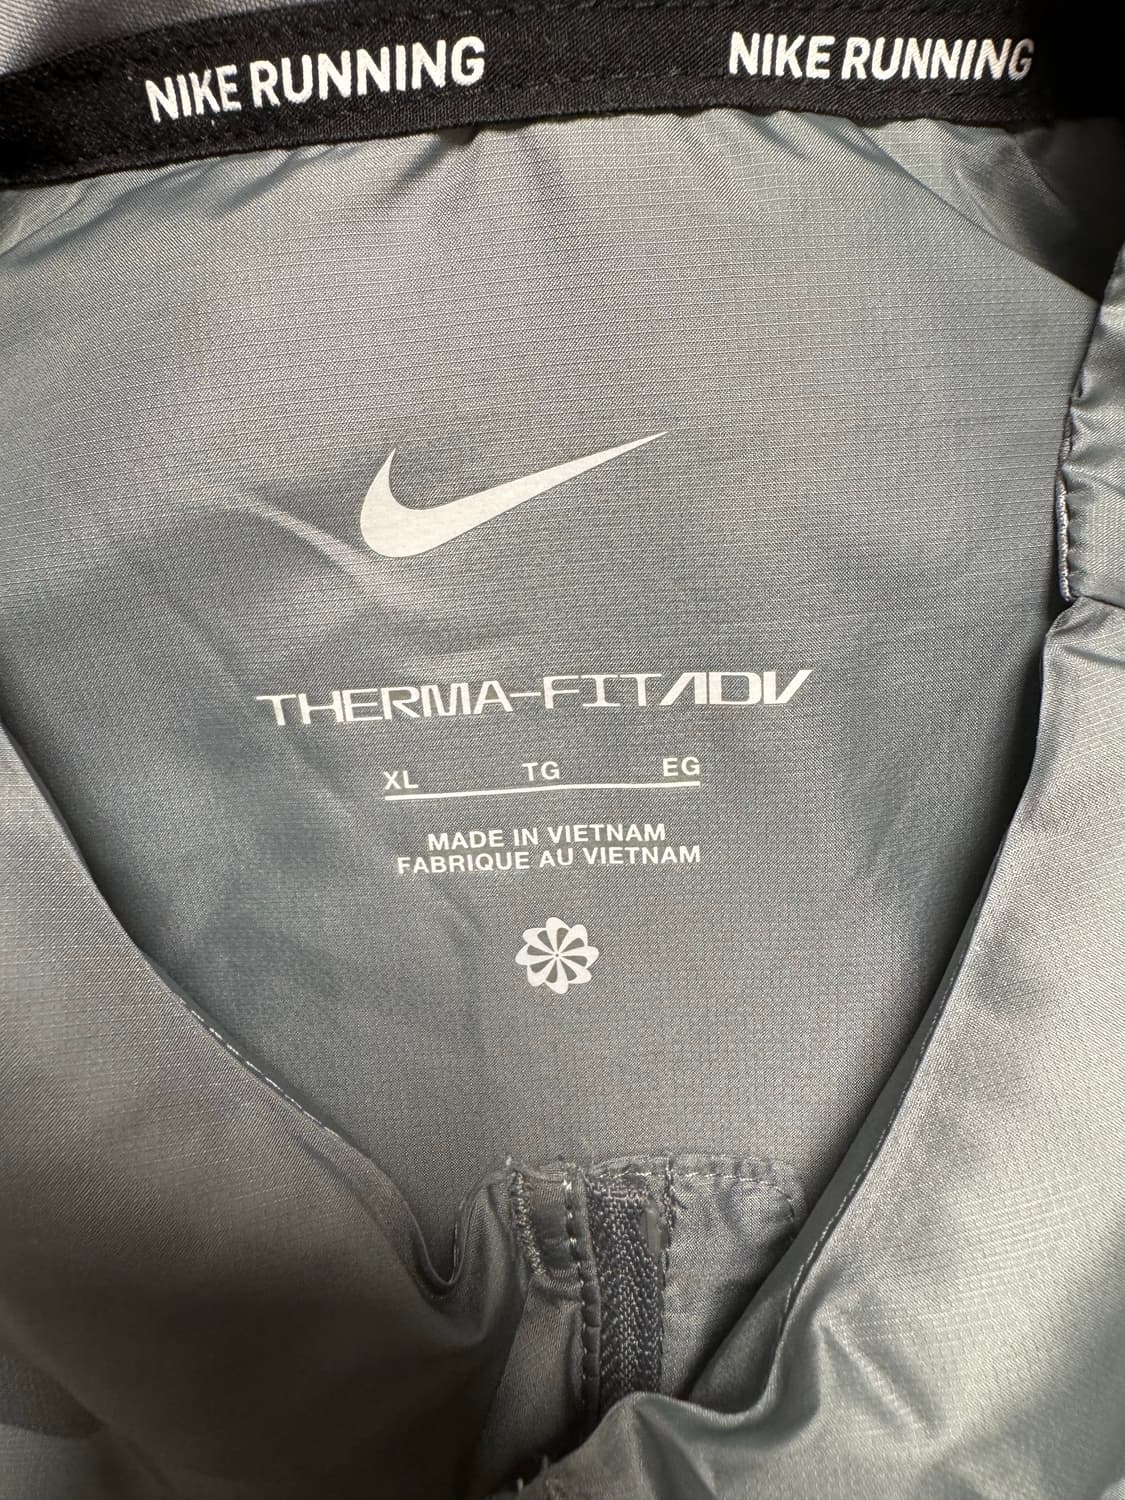 NIKE RUNNING NIKE RUNNING
THERMA-FIT ADV
XL TG EG
MADE IN VIETNAM
FABRIQUE AU VIETNAM